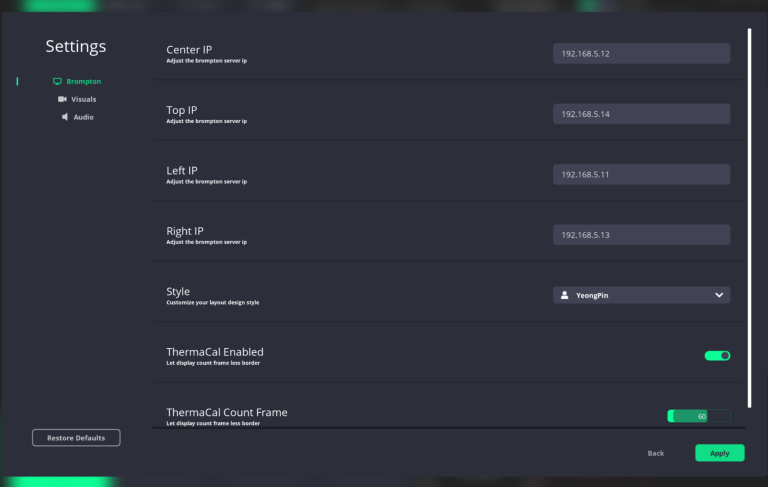 Settings
Brompton
Visuals
Audio
Restore Defaults
Center IP
Adjust the brompton server ip
192.168.5.12
Top IP
Adjust the brompton server ip
192.168.5.14
Left IP
Adjust the brompton server ip
192.168.5.11
Right IP
Adjust the brompton server ip
192.168.5.13
Style
Customize your layout design style
YeongPin
ThermaCal Enabled
Let display count frame less border
ThermaCal Count Frame
Let display count frame less border
60
Back
Apply